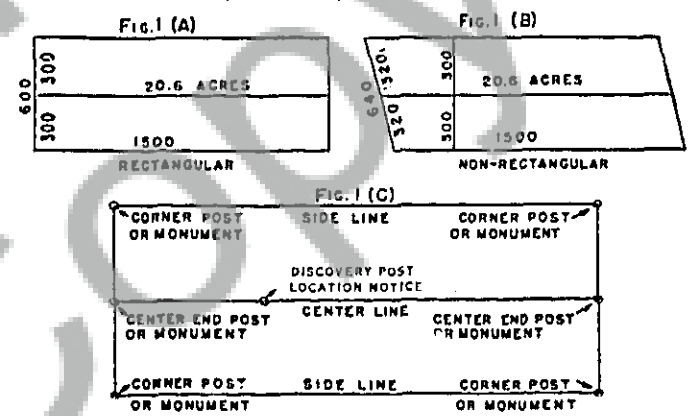 FIG.1 (A)
300
600
20.6 ACRES
300
1500
RECTANGULAR
FIG.1 (B)
320
300
640
20.6 ACRES
320
300
1500
NON-RECTANGULAR
FIG.1 (C)
CORNER POST
OR MONUMENT
SIDE LINE
CORNER POST
OR MONUMENT
DISCOVERY POST
LOCATION NOTICE
CENTER END POST
OR MONUMENT
CENTER LINE
CENTER END POST
OR MONUMENT
CORNER POST
OR MONUMENT
SIDE LINE
CORNER POST
OR MONUMENT